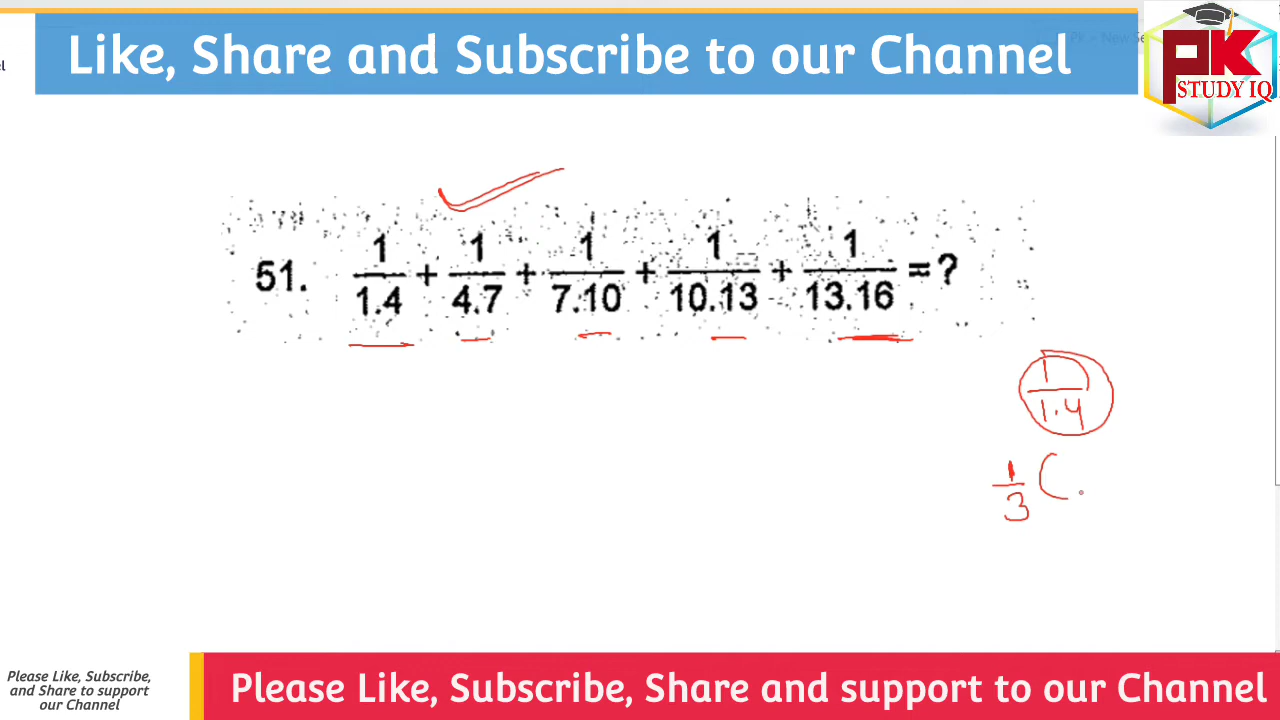 Like, Share and Subscribe to our Channel
PK
STUDY IQ
51. 1/1.4 + 1/4.7 + 1/7.10 + 1/10.13 + 1/13.16 = ?
1/1.4
1/3 (
Please Like, Subscribe,
and Share to support
our Channel
Please Like, Subscribe, Share and support to our Channel